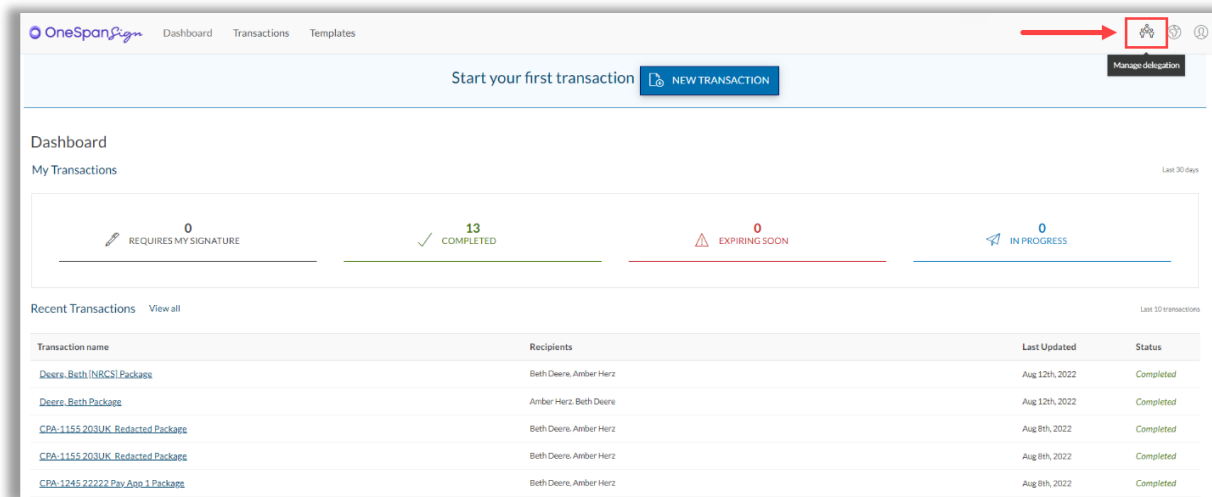 OneSpanSign Dashboard Transactions Templates
Manage delegation
Start your first transaction NEW TRANSACTION
Dashboard
My Transactions Last 30 days
0 13 0 0
REQUIRES MY SIGNATURE COMPLETED EXPIRING SOON IN PROGRESS
Recent Transactions View all Last 10 transactions
Transaction name Recipients Last Updated Status
Deere, Beth [NRCS] Package Beth Deere, Amber Herz Aug 12th, 2022 Completed
Deere, Beth Package Amber Herz, Beth Deere Aug 12th, 2022 Completed
CPA-1155 203UK_Redacted Package Beth Deere, Amber Herz Aug 8th, 2022 Completed
CPA-1155 203UK_Redacted Package Beth Deere, Amber Herz Aug 8th, 2022 Completed
CPA-1245 22222 Pay App 1 Package Beth Deere, Amber Herz Aug 8th, 2022 Completed